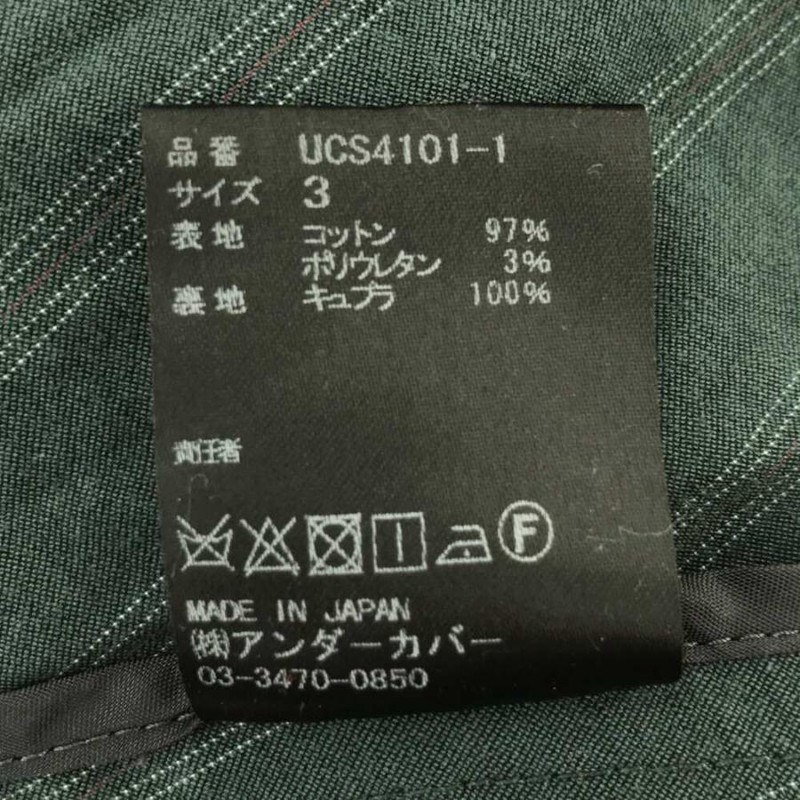 品番 UCS4101-1
サイズ 3
表地 コットン 97%
ポリウレタン 3%
裏地 キュプラ 100%
責任者
F
MADE IN JAPAN
㈱アンダーカバー
03-3470-0850